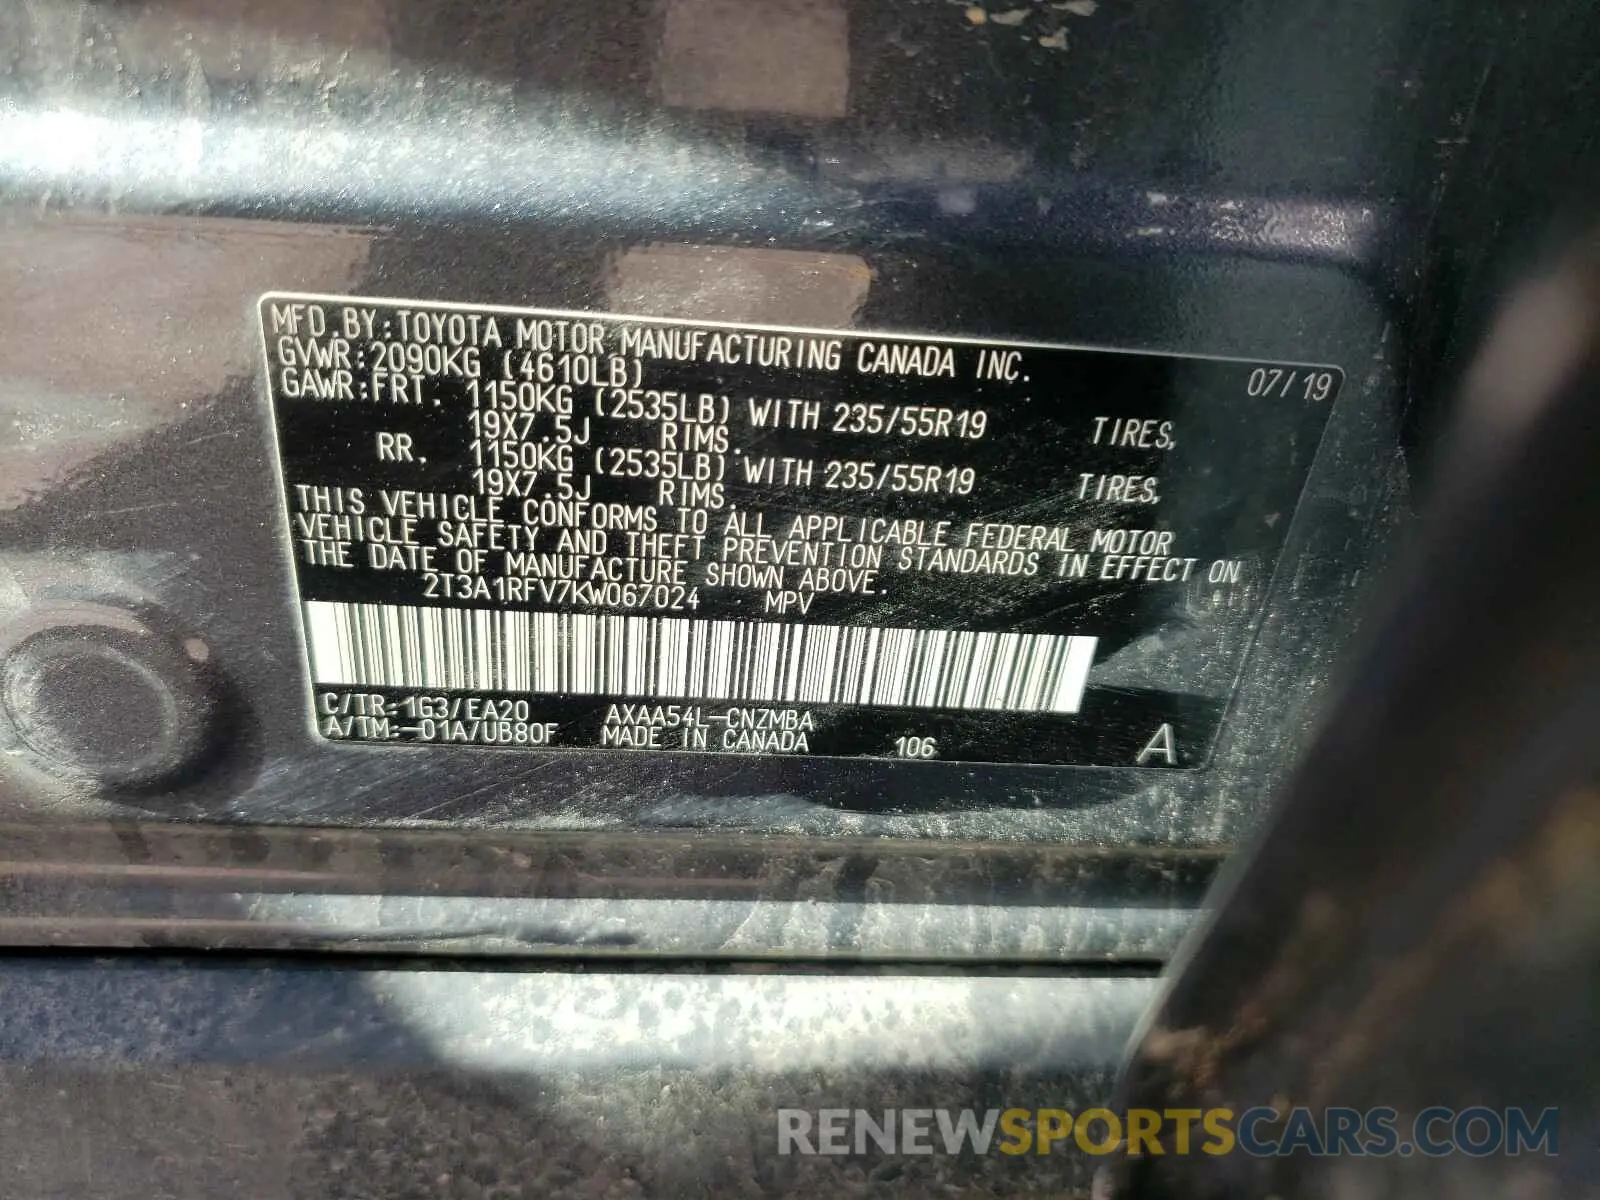 MFD.BY:TOYOTA MOTOR MANUFACTURING CANADA INC. 07/19
GVWR:2090KG (4610LB)
GAWR:FRT. 1150KG (2535LB) WITH 235/55R19 TIRES,
19X7.5J RIMS.
RR. 1150KG (2535LB) WITH 235/55R19 TIRES,
19X7.5J RIMS.
THIS VEHICLE CONFORMS TO ALL APPLICABLE FEDERAL MOTOR
VEHICLE SAFETY AND THEFT PREVENTION STANDARDS IN EFFECT ON
THE DATE OF MANUFACTURE SHOWN ABOVE.
2T3A1RFV7KW067024 MPV
C/TR:1G3/EA20 AXAA54L-CNZMBA
A/TM:-01A/UB80F MADE IN CANADA 106 A
RENEWSPORTSCARS.COM